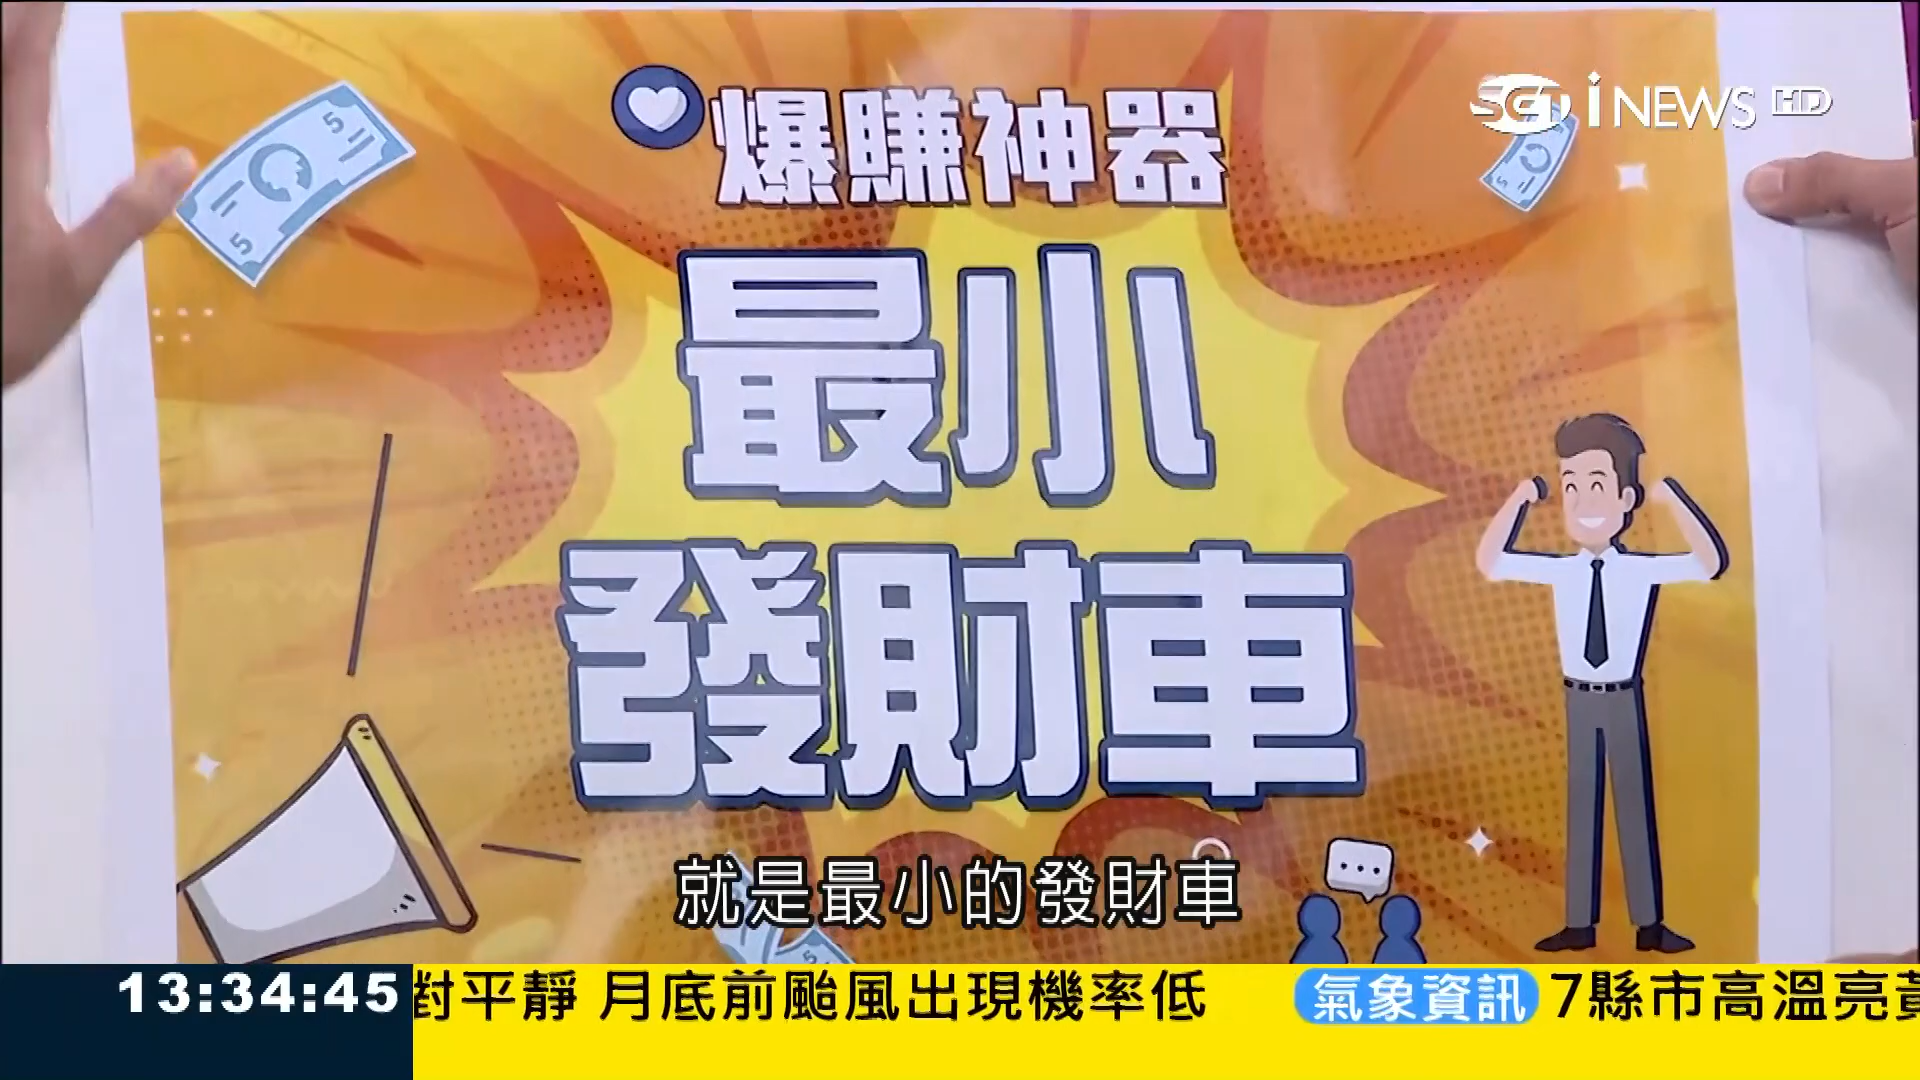 SET iNEWS HD
爆賺神器
最小
發財車
5
5
就是最小的發財車
13:34:45
對平靜 月底前颱風出現機率低
氣象資訊 7縣市高溫亮黃